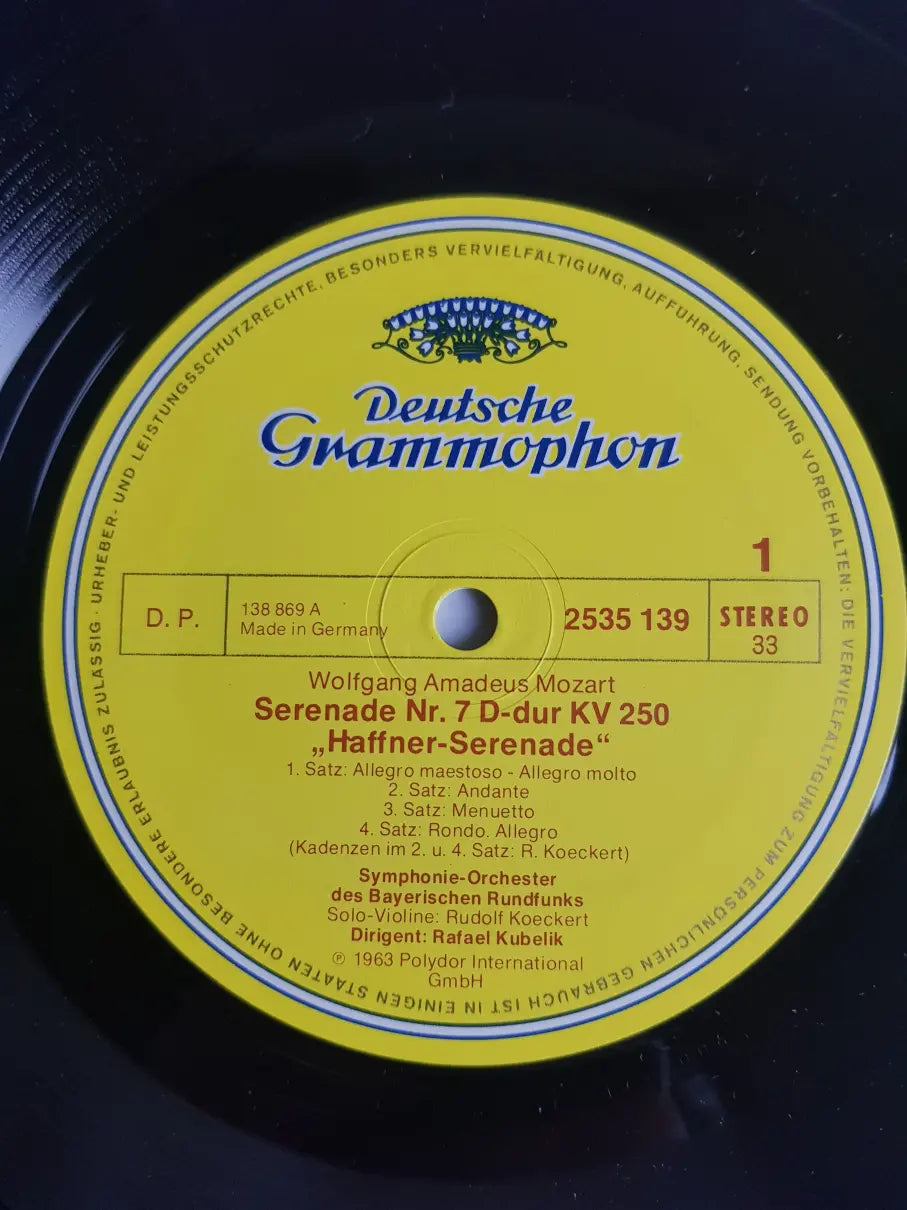 Deutsche
Grammophon
1
D. P.
138 869 A
Made in Germany
2535 139
STEREO
33
Wolfgang Amadeus Mozart
Serenade Nr. 7 D-dur KV 250
„Haffner-Serenade“
1. Satz: Allegro maestoso - Allegro molto
2. Satz: Andante
3. Satz: Menuetto
4. Satz: Rondo. Allegro
(Kadenzen im 2. u. 4. Satz: R. Koeckert)
Symphonie-Orchester
des Bayerischen Rundfunks
Solo-Violine: Rudolf Koeckert
Dirigent: Rafael Kubelik
℗ 1963 Polydor International
GmbH
URHEBER- UND LEISTUNGSSCHUTZRECHTE, BESONDERS VERVIELFÄLTIGUNG, AUFFÜHRUNG, SENDUNG VORBEHALTEN: DIE VERVIELFÄLTIGUNG ZUM PERSÖNLICHEN GEBRAUCH IST IN EINIGEN STAATEN OHNE BESONDERE ERLAUBNIS ZULÄSSIG ·